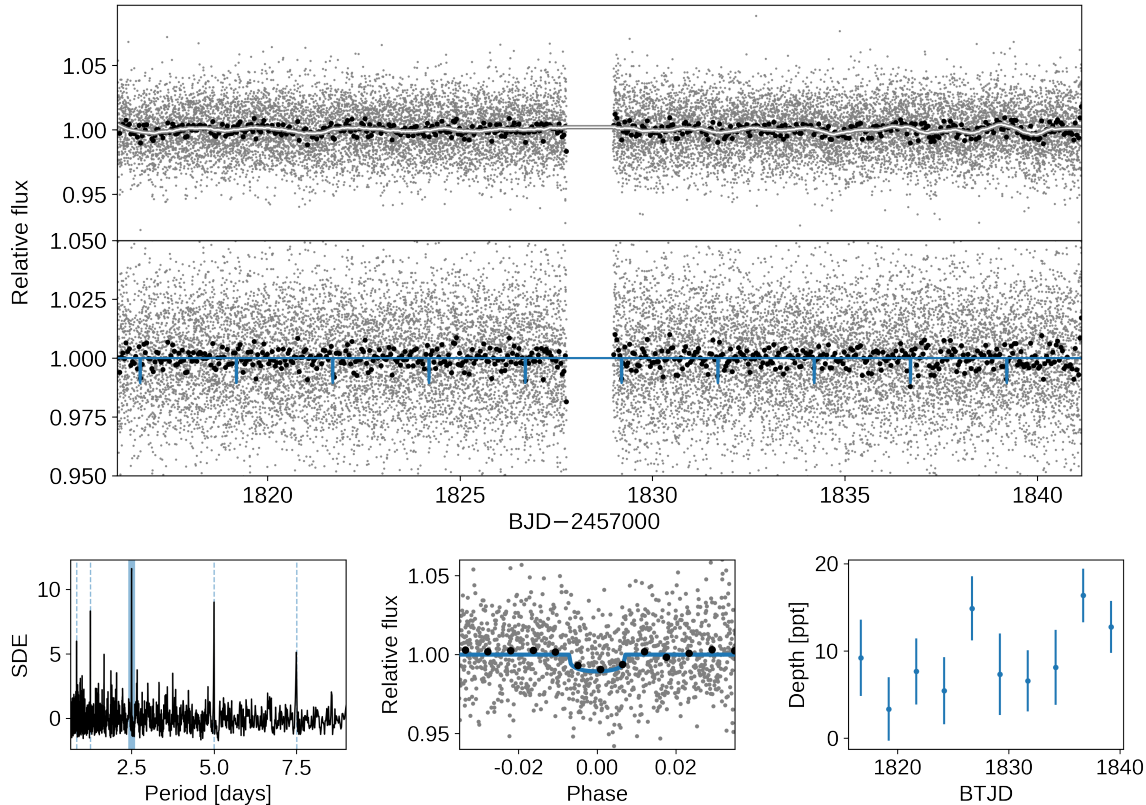 1.05
1.00
0.95
Relative flux
1.050
1.025
1.000
0.975
0.950
1820 1825 1830 1835 1840
BJD−2457000
10
5
0
SDE
2.5 5.0 7.5
Period [days]
1.05
1.00
0.95
Relative flux
-0.02 0.00 0.02
Phase
20
10
0
Depth [ppt]
1820 1830 1840
BTJD